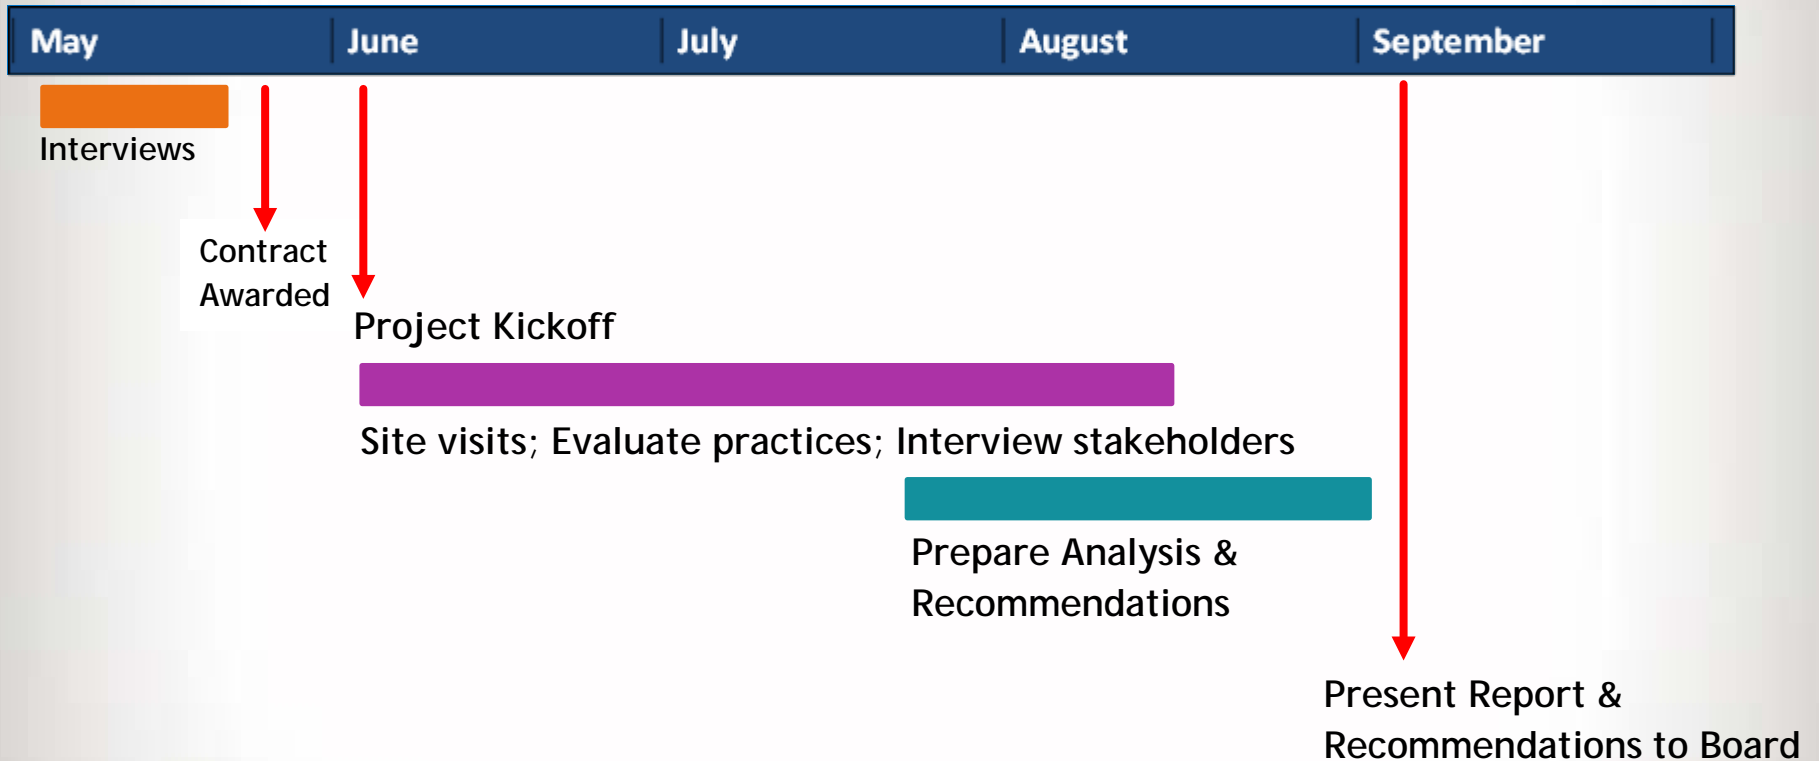 May June July August September
Interviews
Contract
Awarded
Project Kickoff
Site visits; Evaluate practices; Interview stakeholders
Prepare Analysis &
Recommendations
Present Report &
Recommendations to Board